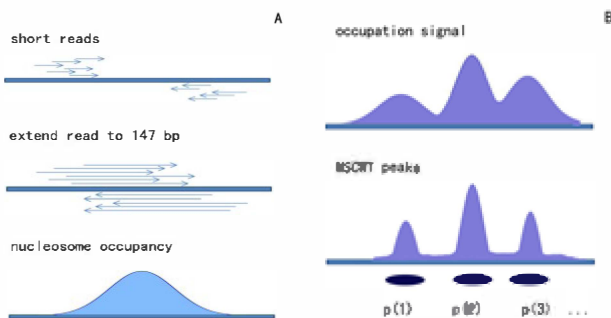 A
short reads
extend read to 147 bp
nucleosome occupancy
B
occupation signal
MSCWT peaks
p(1) p(2) p(3) ...